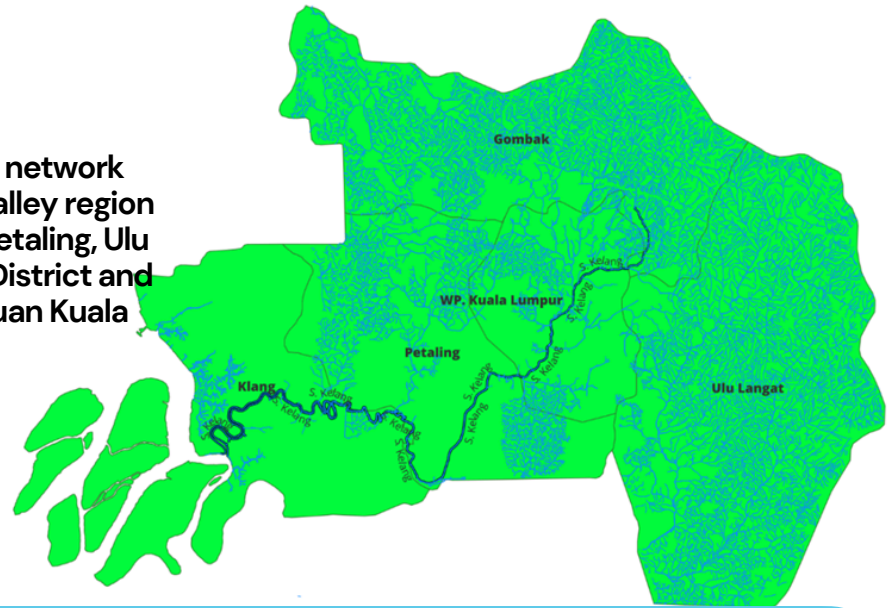 network
alley region
etaling, Ulu
District and
uan Kuala
Gombak
S. Kelang
WP. Kuala Lumpur
S. Kelang
Petaling
S. Kelang
S. Kelang
Ulu Langat
Klang
S. Kelang
S. Kelang
S. Kelang
S. Kelang
S. Kelang
S. Kelang